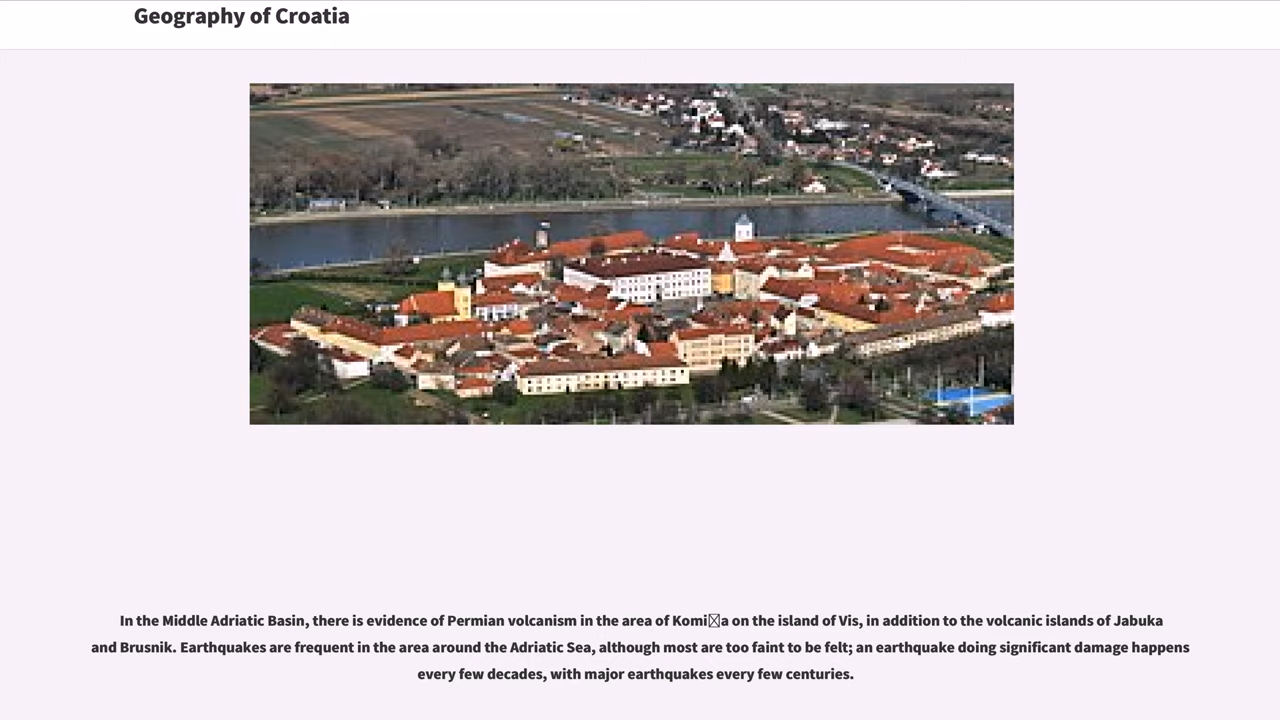 Geography of Croatia
In the Middle Adriatic Basin, there is evidence of Permian volcanism in the area of Komi▯a on the island of Vis, in addition to the volcanic islands of Jabuka
and Brusnik. Earthquakes are frequent in the area around the Adriatic Sea, although most are too faint to be felt; an earthquake doing significant damage happens
every few decades, with major earthquakes every few centuries.